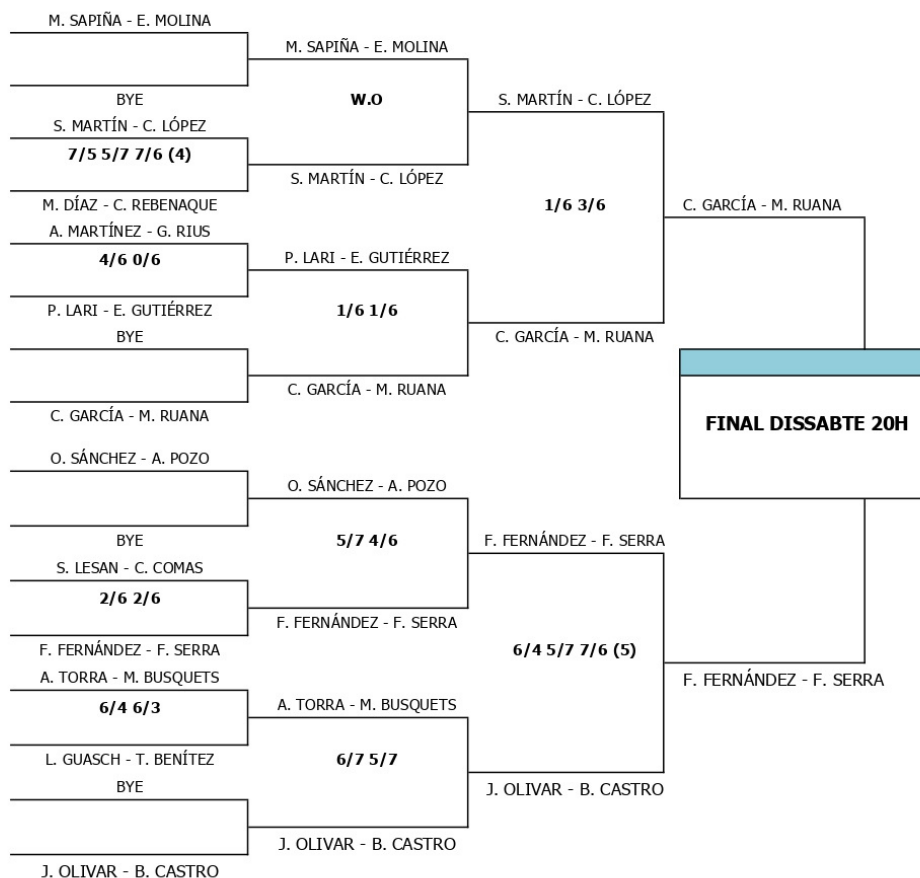 M. SAPIÑA - E. MOLINA
BYE
S. MARTÍN - C. LÓPEZ
7/5 5/7 7/6 (4)
M. DÍAZ - C. REBENAQUE
A. MARTÍNEZ - G. RIUS
4/6 0/6
P. LARI - E. GUTIÉRREZ
BYE
C. GARCÍA - M. RUANA
O. SÁNCHEZ - A. POZO
BYE
S. LESAN - C. COMAS
2/6 2/6
F. FERNÁNDEZ - F. SERRA
A. TORRA - M. BUSQUETS
6/4 6/3
L. GUASCH - T. BENÍTEZ
BYE
J. OLIVAR - B. CASTRO
M. SAPIÑA - E. MOLINA
W.O
S. MARTÍN - C. LÓPEZ
P. LARI - E. GUTIÉRREZ
1/6 1/6
C. GARCÍA - M. RUANA
O. SÁNCHEZ - A. POZO
5/7 4/6
F. FERNÁNDEZ - F. SERRA
A. TORRA - M. BUSQUETS
6/7 5/7
J. OLIVAR - B. CASTRO
S. MARTÍN - C. LÓPEZ
1/6 3/6
C. GARCÍA - M. RUANA
F. FERNÁNDEZ - F. SERRA
6/4 5/7 7/6 (5)
J. OLIVAR - B. CASTRO
C. GARCÍA - M. RUANA
FINAL DISSABTE 20H
F. FERNÁNDEZ - F. SERRA